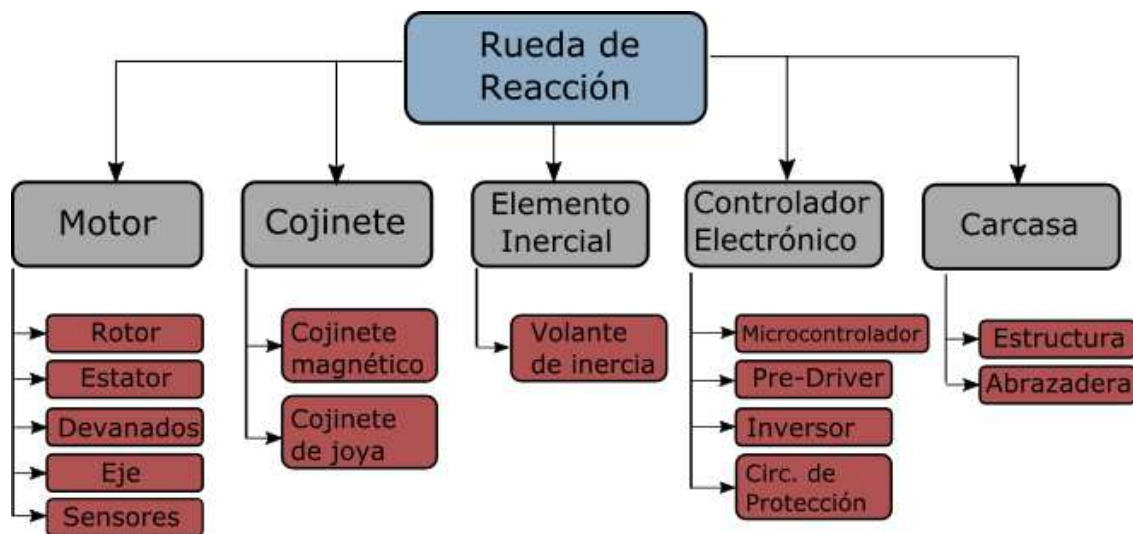 Rueda de
Reacción
Motor
Cojinete
Elemento
Inercial
Controlador
Electrónico
Carcasa
Rotor
Estator
Devanados
Eje
Sensores
Cojinete
magnético
Cojinete
de joya
Volante
de inercia
Microcontrolador
Pre-Driver
Inversor
Circ. de
Protección
Estructura
Abrazadera